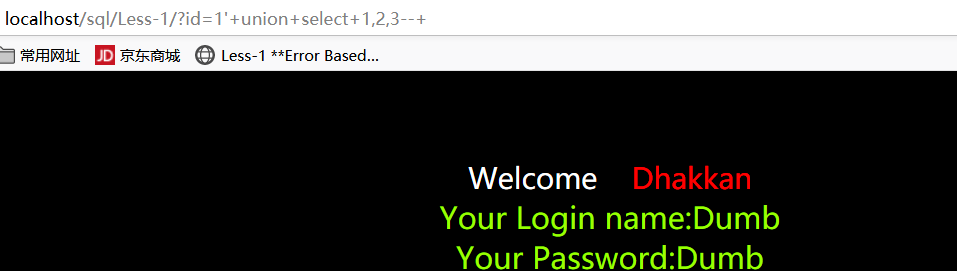 localhost/sql/Less-1/?id=1'+union+select+1,2,3--+
常用网址 JD 京东商城 Less-1 **Error Based...
Welcome Dhakkan
Your Login name:Dumb
Your Password:Dumb